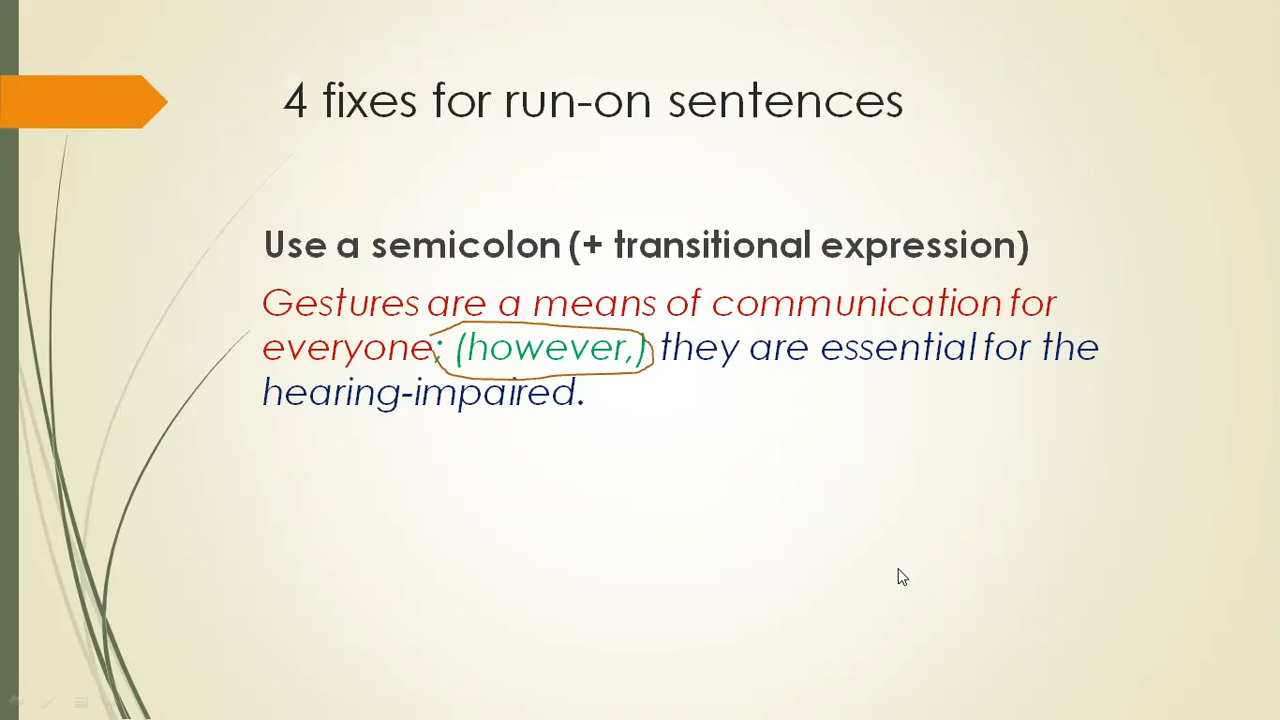 4 fixes for run-on sentences
Use a semicolon (+ transitional expression)
Gestures are a means of communication for
everyone; (however,) they are essential for the
hearing-impaired.